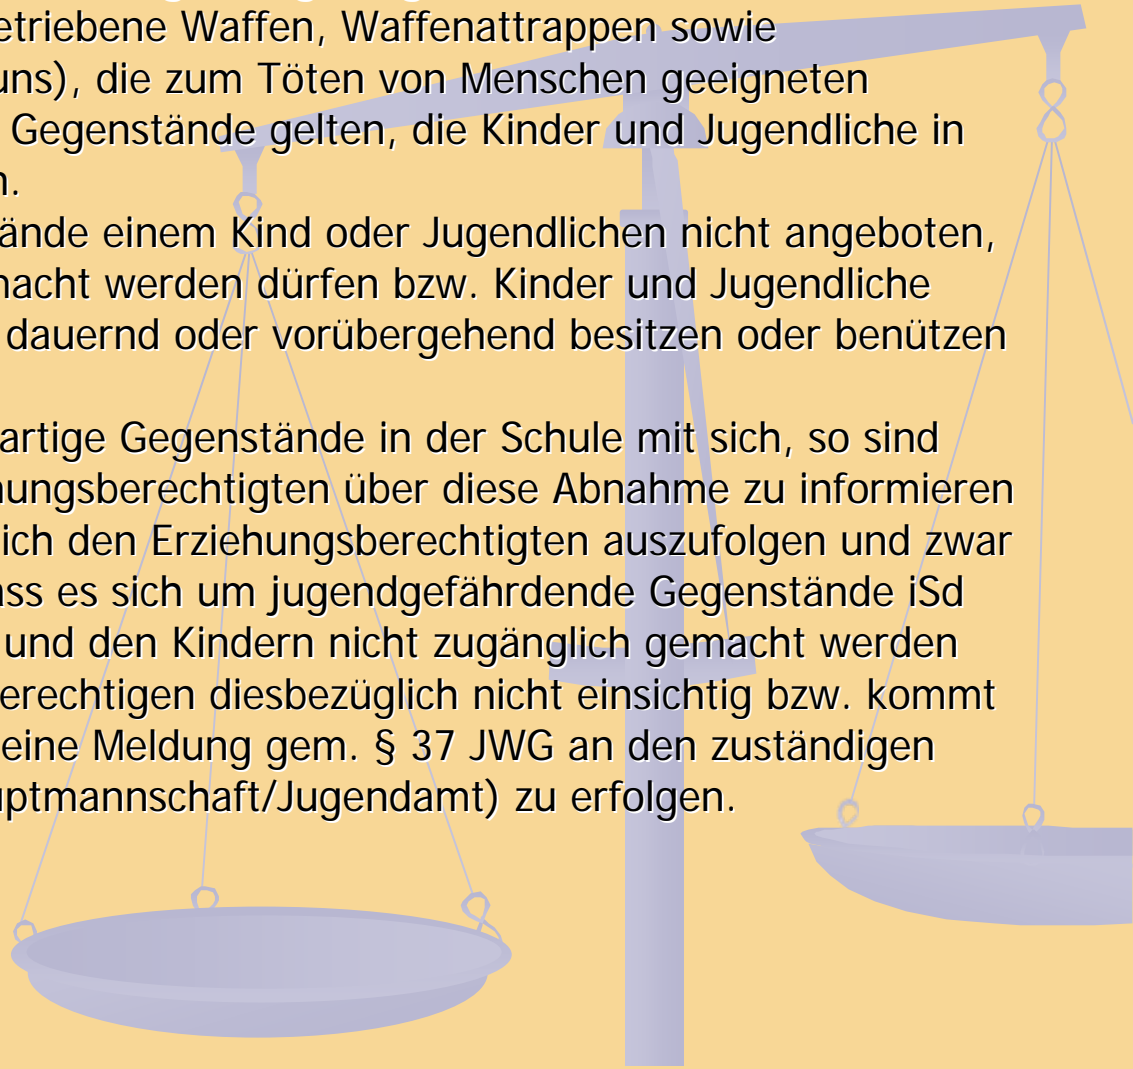 etriebene Waffen, Waffenattrappen sowie
uns), die zum Töten von Menschen geeigneten
Gegenstände gelten, die Kinder und Jugendliche in
n.
ände einem Kind oder Jugendlichen nicht angeboten,
nacht werden dürfen bzw. Kinder und Jugendliche
dauernd oder vorübergehend besitzen oder benützen
artige Gegenstände in der Schule mit sich, so sind
nungsberechtigten über diese Abnahme zu informieren
ich den Erziehungsberechtigten auszufolgen und zwar
ass es sich um jugendgefährdende Gegenstände iSd
und den Kindern nicht zugänglich gemacht werden
erechtigen diesbezüglich nicht einsichtig bzw. kommt
eine Meldung gem. § 37 JWG an den zuständigen
uptmannschaft/Jugendamt) zu erfolgen.